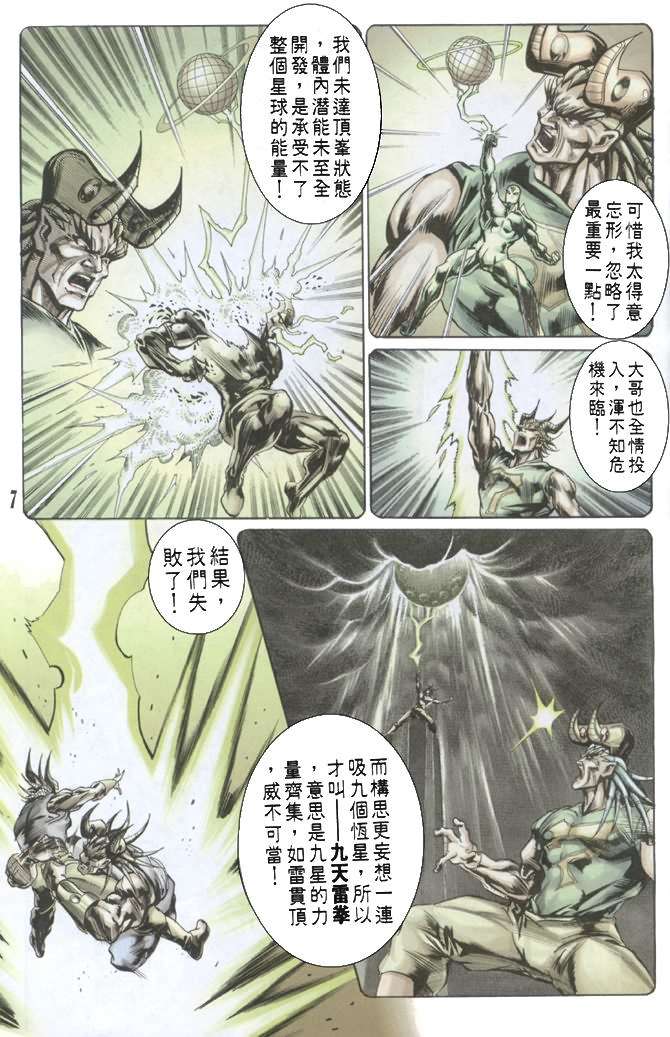 可惜我太得意
忘形，忽略了
最重要一點！
大哥也全情投
入，渾不知危
機來臨！
我們未達頂峯狀態
，體內潛能未至全
開發，是承受不了
整個星球的能量！
而構思更妄想一連
吸九個恆星，所以
才叫──九天雷拳
，意思是九星的力
量齊集，如雷貫頂
，威不可當！
結果，
我們失
敗了！
7